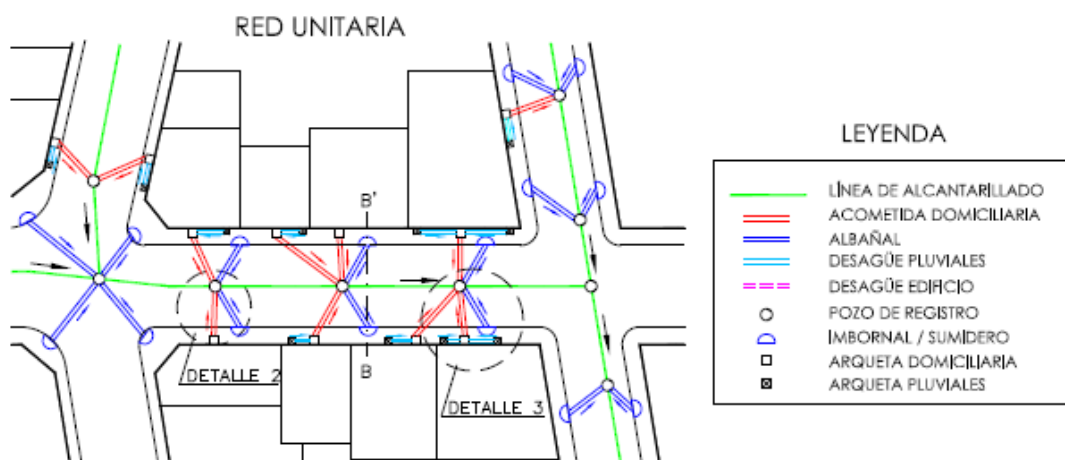 RED UNITARIA
B'
B
DETALLE 2
DETALLE 3
LEYENDA
LÍNEA DE ALCANTARILLADO
ACOMETIDA DOMICILIARIA
ALBAÑAL
DESAGÜE PLUVIALES
DESAGÜE EDIFICIO
POZO DE REGISTRO
IMBORNAL / SUMIDERO
ARQUETA DOMICILIARIA
ARQUETA PLUVIALES